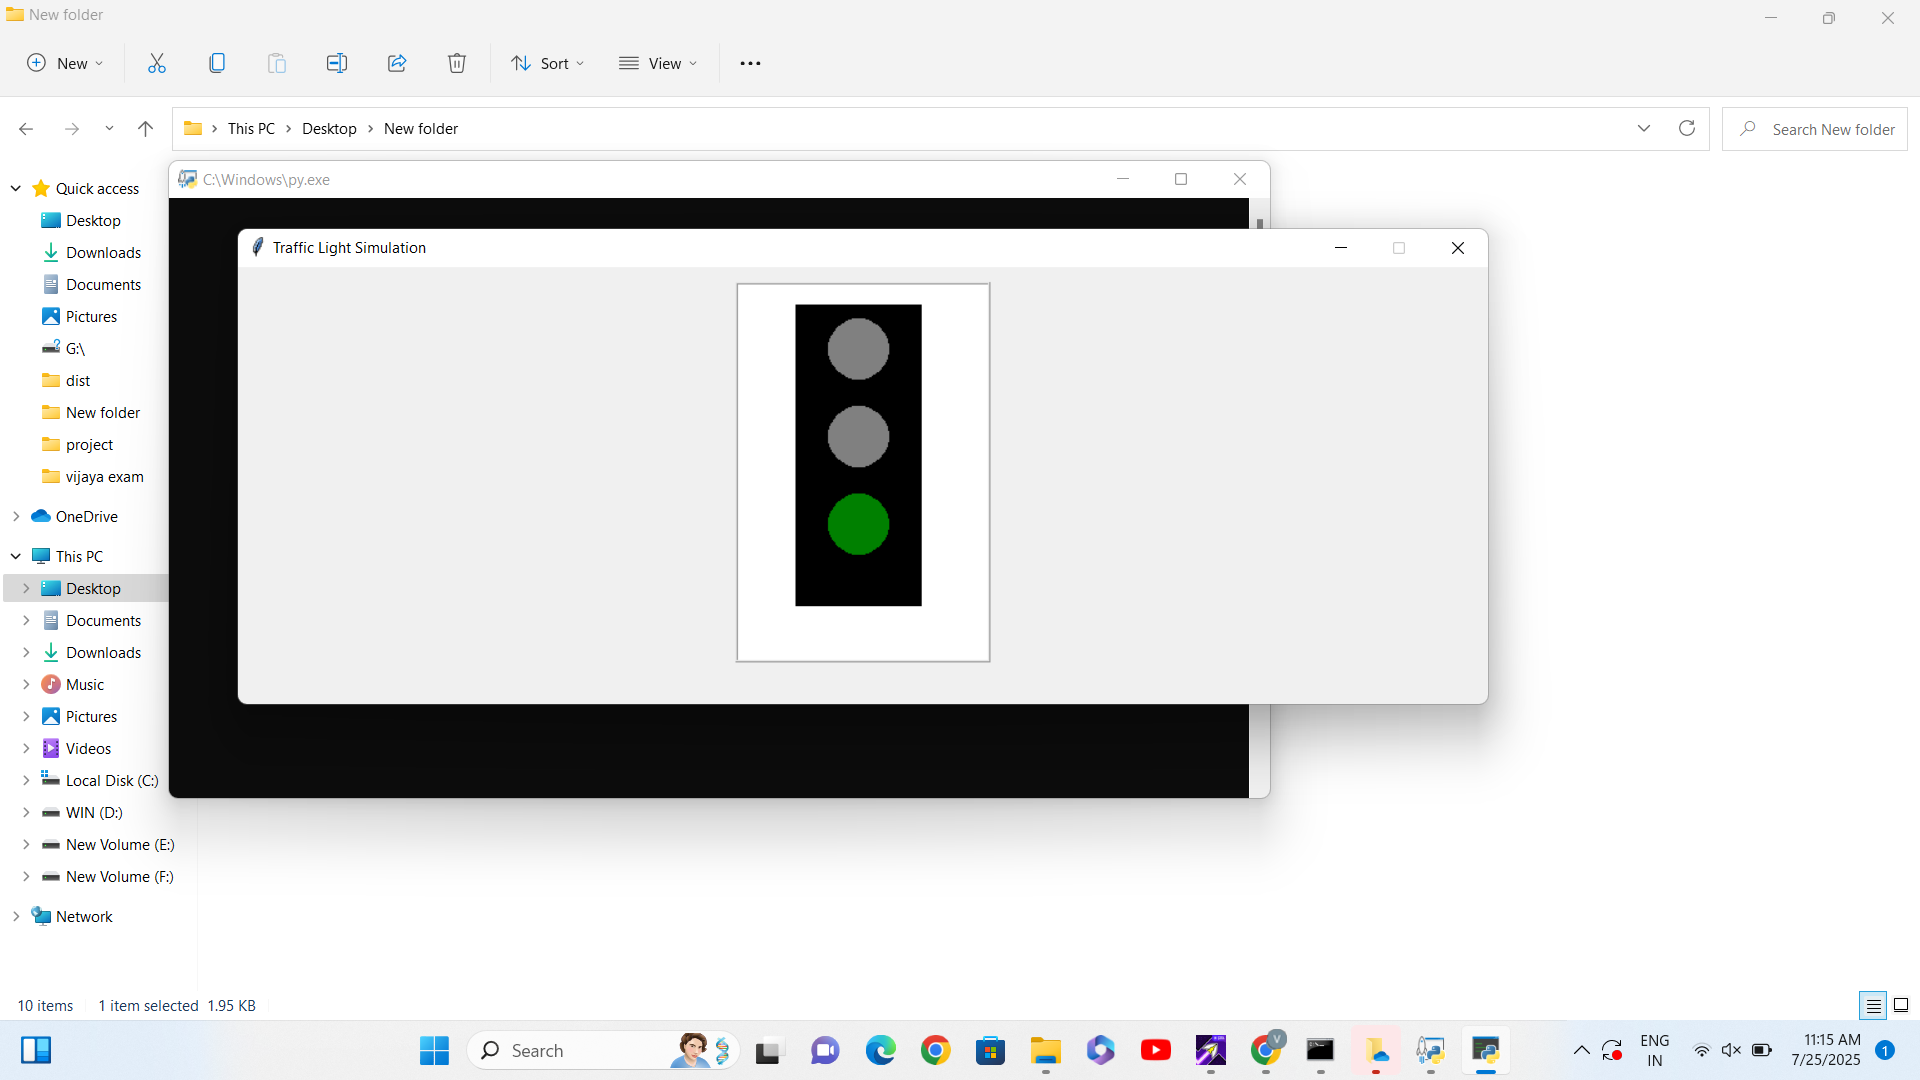 New folder
New
Sort
View
This PC
Desktop
New folder
Search New folder
Quick access
Desktop
Downloads
Documents
Pictures
G:\
dist
New folder
project
vijaya exam
OneDrive
This PC
Desktop
Documents
Downloads
Music
Pictures
Videos
Local Disk (C:)
WIN (D:)
New Volume (E:)
New Volume (F:)
Network
C:\Windows\py.exe
Traffic Light Simulation
10 items 1 item selected 1.95 KB
Search
V
ENG
IN
11:15 AM
7/25/2025
1